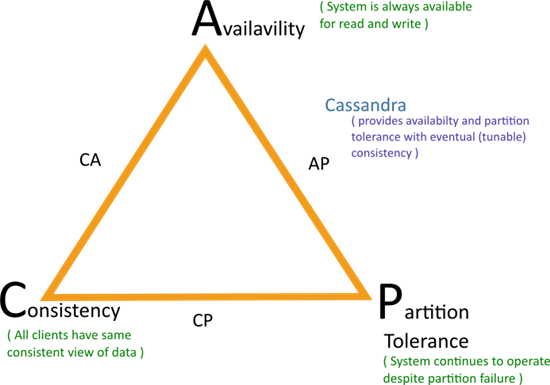 Availavility
( System is always available
for read and write )
Cassandra
( provides availabilty and partition
tolerance with eventual (tunable)
consistency )
CA
AP
Consistency
( All clients have same
consistent view of data )
CP
Partition
Tolerance
( System continues to operate
despite partition failure )